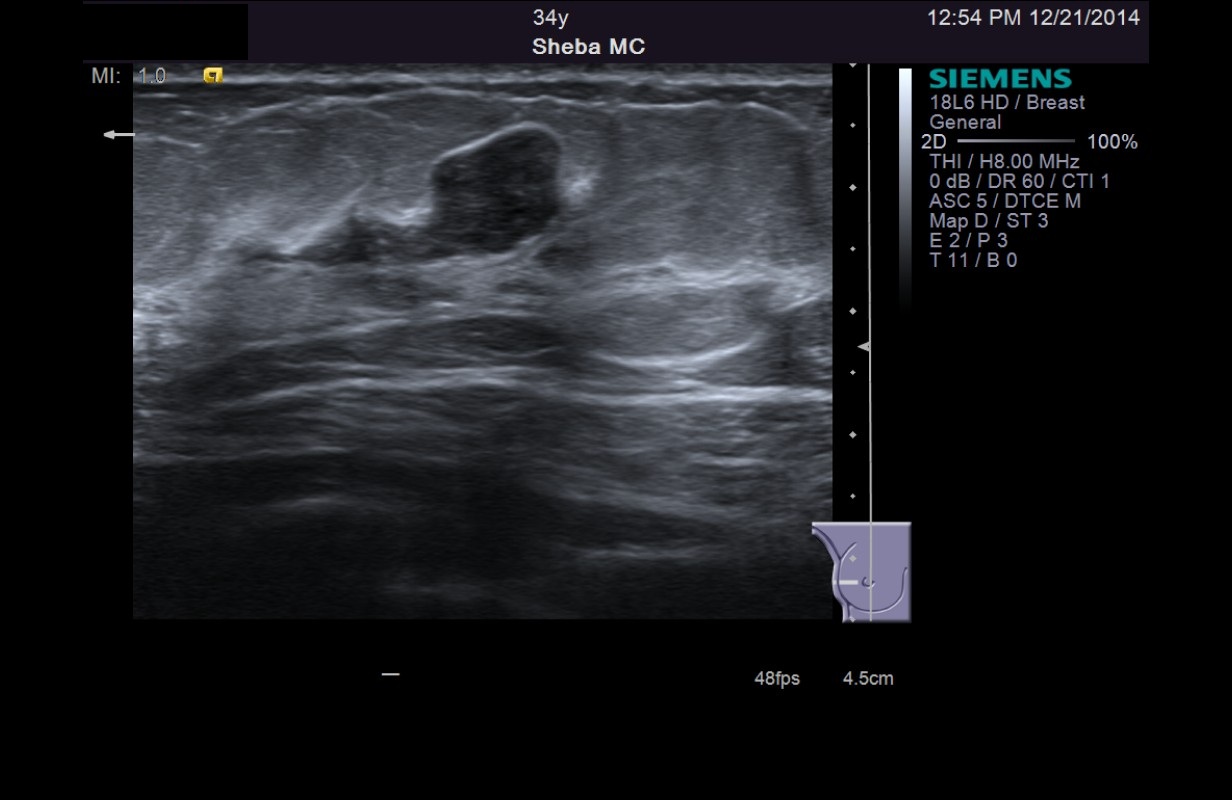 34y
12:54 PM 12/21/2014
Sheba MC
MI: 1.0
SIEMENS
18L6 HD / Breast
General
2D 100%
THI / H8.00 MHz
0 dB / DR 60 / CTI 1
ASC 5 / DTCE M
Map D / ST 3
E 2 / P 3
T 11 / B 0
48fps 4.5cm